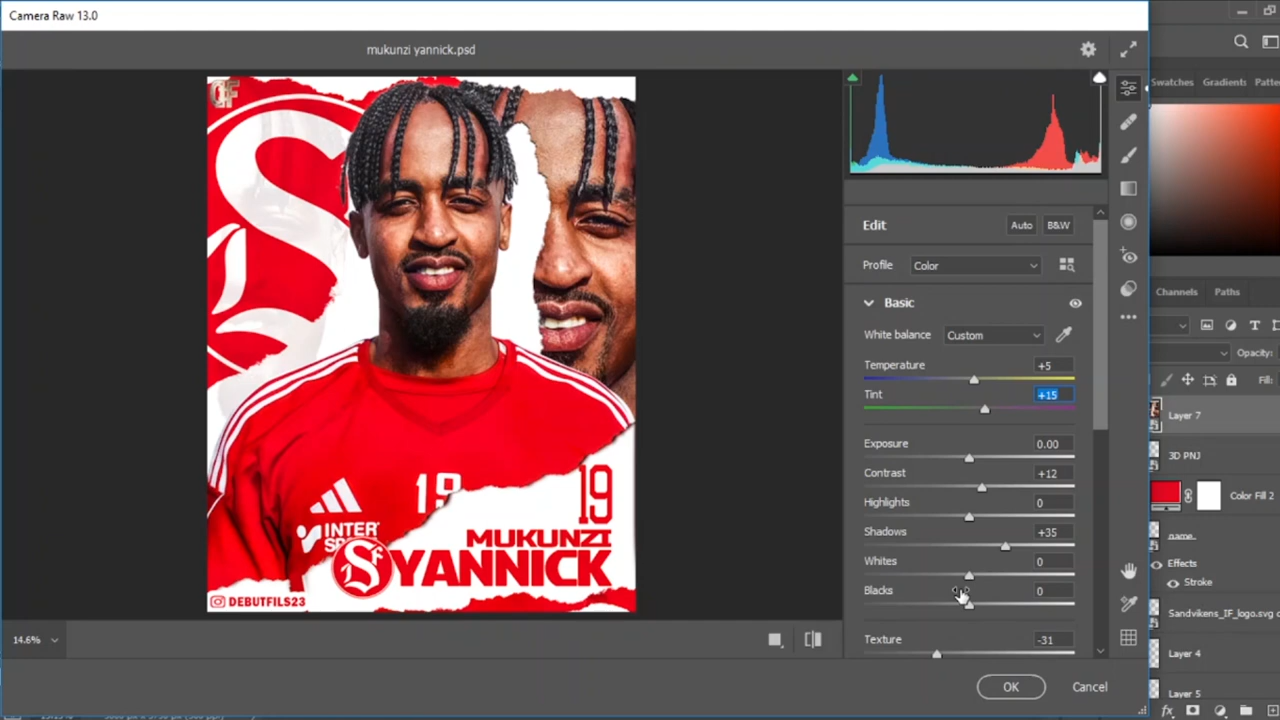 Camera Raw 13.0
mukunzi yannick.psd
Swatches
Gradients
Edit
Auto
B&W
Profile
Color
Basic
White balance
Custom
Temperature
+5
Tint
+15
Exposure
0.00
Contrast
+12
Highlights
0
Shadows
+35
Whites
0
Blacks
0
Texture
-31
14.6%
OK
Cancel
Channels
Paths
Opacity:
Fill:
Layer 7
3D PNJ
Color Fill 2
name
Effects
Stroke
Sandvikens_IF_logo.svg
Layer 4
Layer 5
fx
19
INTER
19
MUKUNZI
YANNICK
DEBUTFILS23